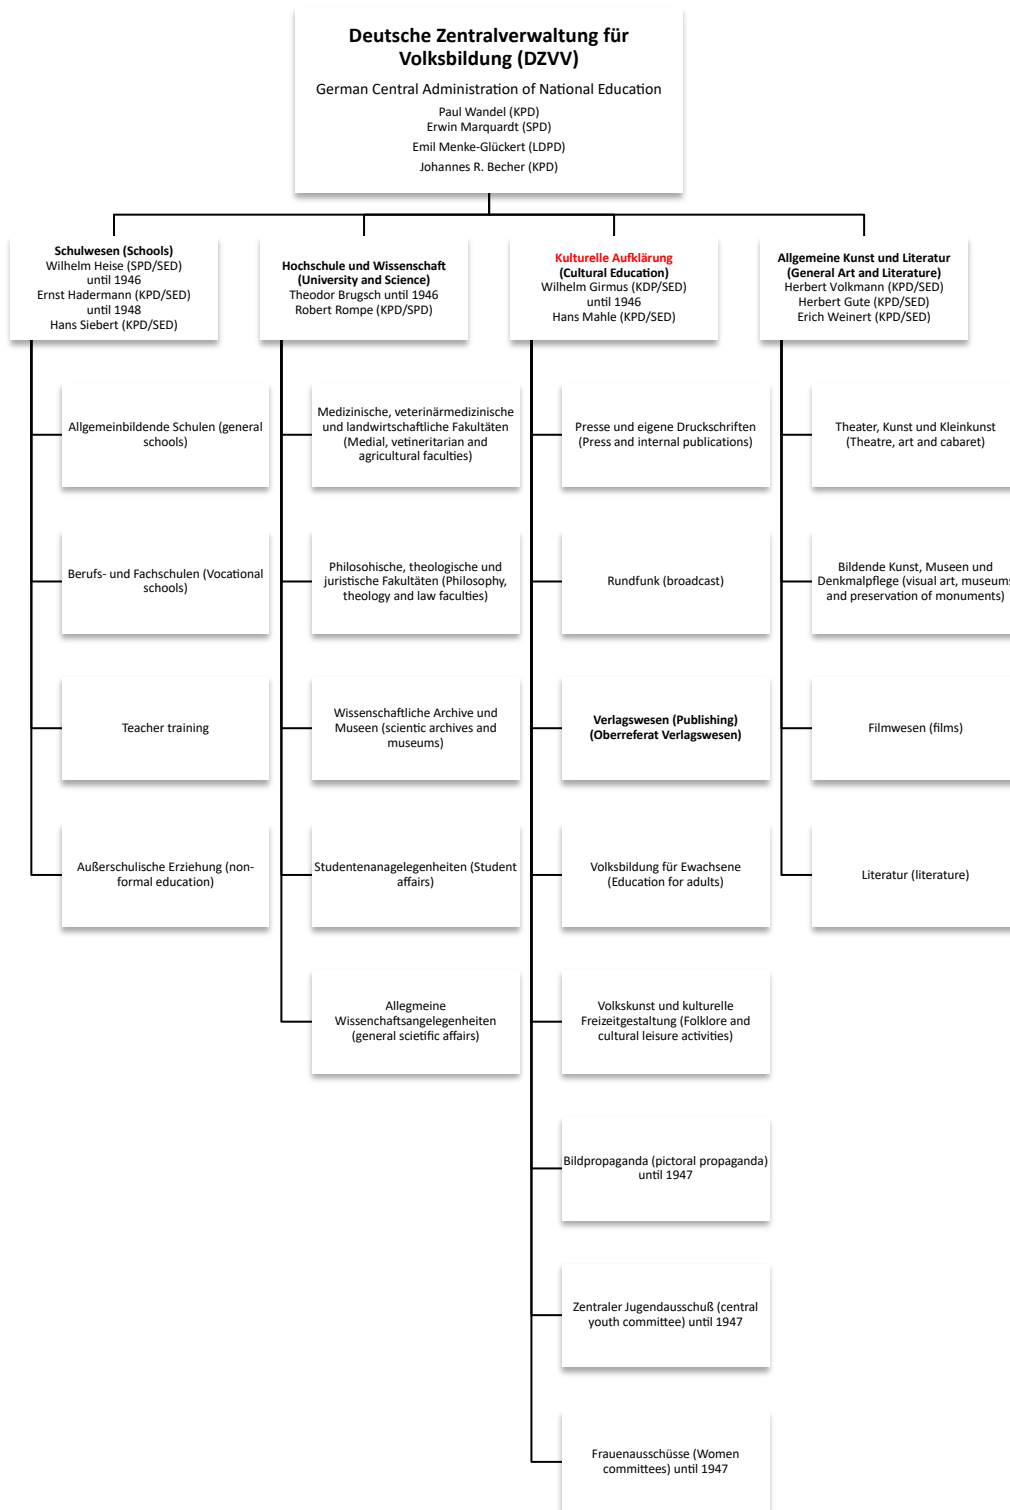 Deutsche Zentralverwaltung für
Volksbildung (DZVV)
German Central Administration of National Education
Paul Wandel (KPD)
Erwin Marquardt (SPD)
Emil Menke-Glückert (LDPD)
Johannes R. Becher (KPD)
Schulwesen (Schools)
Wilhelm Heise (SPD/SED)
until 1946
Ernst Hadermann (KPD/SED)
until 1948
Hans Siebert (KPD/SED)
Hochschule und Wissenschaft
(University and Science)
Theodor Brugsch until 1946
Robert Rompe (KPD/SPD)
Kulturelle Aufklärung
(Cultural Education)
Wilhelm Girmus (KDP/SED)
until 1946
Hans Mahle (KPD/SED)
Allgemeine Kunst und Literatur
(General Art and Literature)
Herbert Volkmann (KPD/SED)
Herbert Gute (KPD/SED)
Erich Weinert (KPD/SED)
Allgemeinbildende Schulen (general
schools)
Berufs- und Fachschulen (Vocational
schools)
Teacher training
Außerschulische Erziehung (non-
formal education)
Medizinische, veterinärmedizinische
und landwirtschaftliche Fakultäten
(Medial, vetineritarian and
agricultural faculties)
Philosohische, theologische und
juristische Fakultäten (Philosophy,
theology and law faculties)
Wissenschaftliche Archive und
Museen (scientic archives and
museums)
Studentenanagelegenheiten (Student
affairs)
Allegmeine
Wissenchaftsangelegenheiten
(general scietific affairs)
Presse und eigene Druckschriften
(Press and internal publications)
Rundfunk (broadcast)
Verlagswesen (Publishing)
(Oberreferat Verlagswesen)
Volksbildung für Ewachsene
(Education for adults)
Volkskunst und kulturelle
Freizeitgestaltung (Folklore and
cultural leisure activities)
Bildpropaganda (pictoral propaganda)
until 1947
Zentraler Jugendausschuß (central
youth committee) until 1947
Frauenausschüsse (Women
committees) until 1947
Theater, Kunst und Kleinkunst
(Theatre, art and cabaret)
Bildende Kunst, Museen und
Denkmalpflege (visual art, museums
and preservation of monuments)
Filmwesen (films)
Literatur (literature)